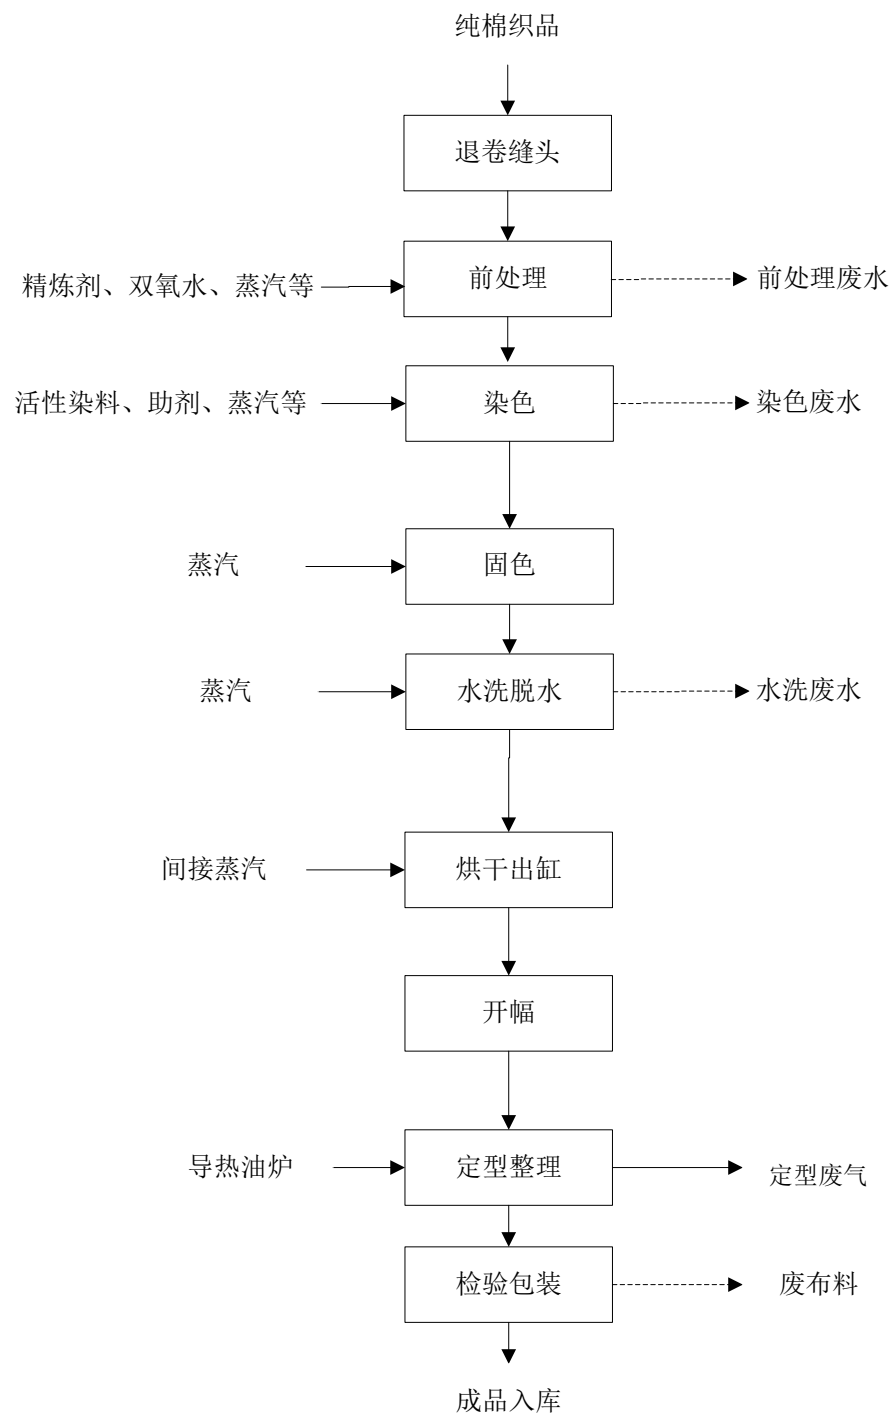 纯棉织品
退卷缝头
精炼剂、双氧水、蒸汽等
前处理
前处理废水
活性染料、助剂、蒸汽等
染色
染色废水
蒸汽
固色
蒸汽
水洗脱水
水洗废水
间接蒸汽
烘干出缸
开幅
导热油炉
定型整理
定型废气
检验包装
废布料
成品入库